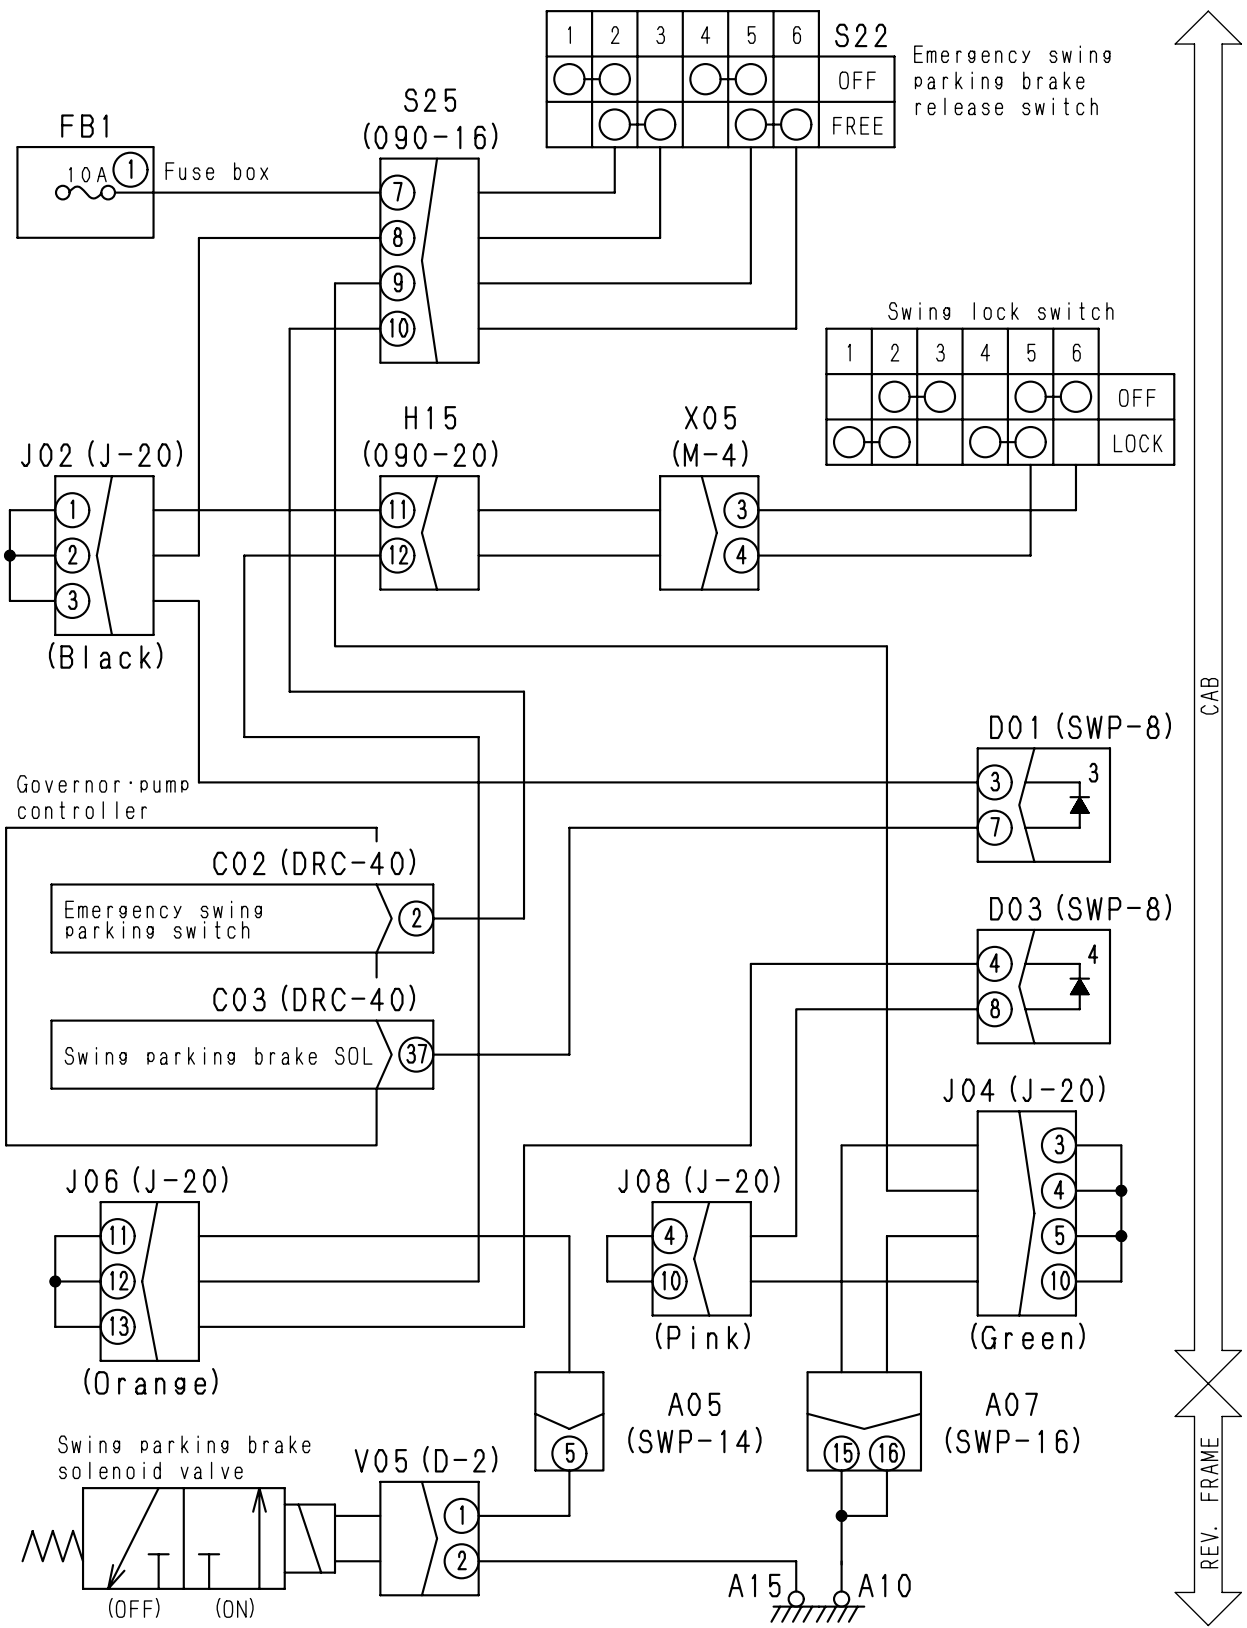 1 2 3 4 5 6 S22
OFF
FREE
Emergency swing
parking brake
release switch
FB1
10A 1 Fuse box
S25
(090-16)
7
8
9
10
Swing lock switch
1 2 3 4 5 6
OFF
LOCK
J02 (J-20)
1
2
3
(Black)
H15
(090-20)
11
12
X05
(M-4)
3
4
CAB
D01 (SWP-8)
3 3
7
Governor·pump
controller
C02 (DRC-40)
Emergency swing
parking switch
2
D03 (SWP-8)
4 4
8
C03 (DRC-40)
Swing parking brake SOL 37
J04 (J-20)
3
4
5
10
(Green)
J06 (J-20)
11
12
13
(Orange)
J08 (J-20)
4
10
(Pink)
A05
(SWP-14)
5
A07
(SWP-16)
15 16
REV. FRAME
Swing parking brake
solenoid valve
V05 (D-2)
1
2
(OFF) (ON)
A15 A10